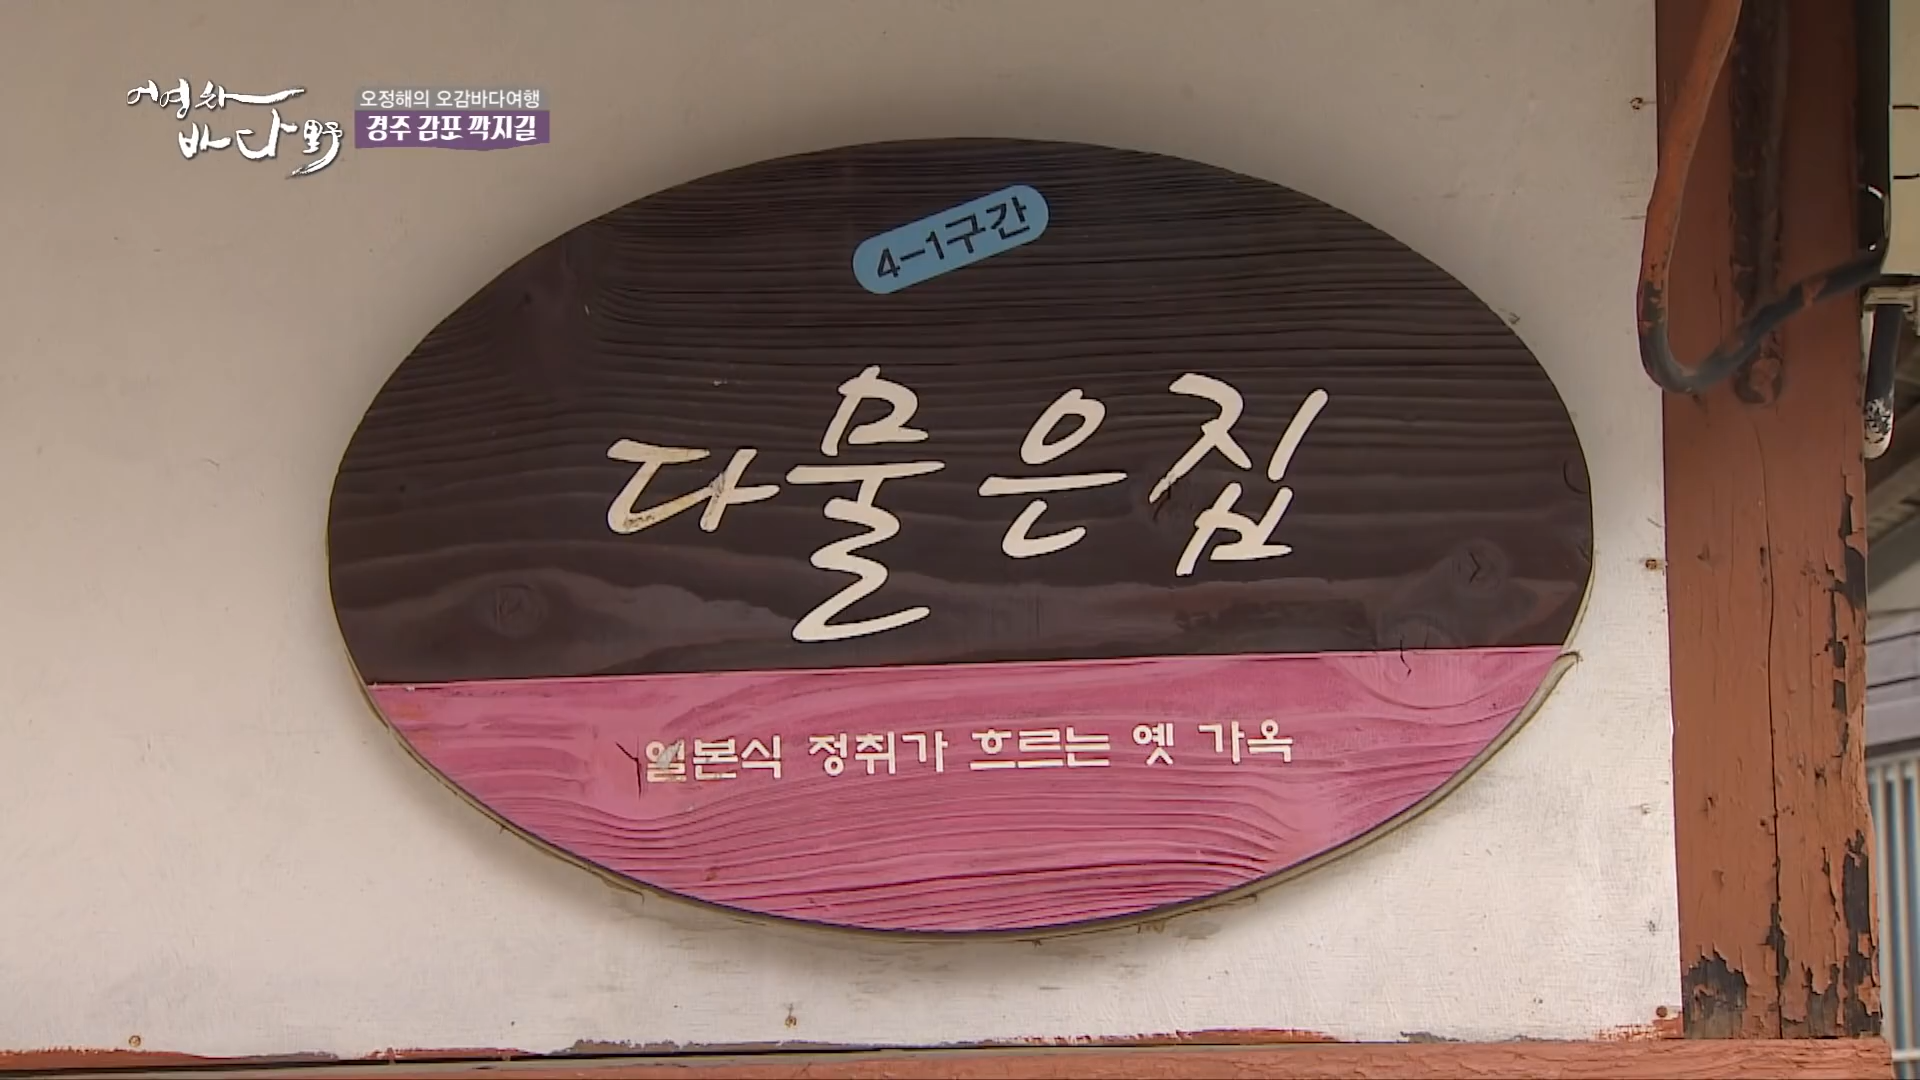 어영차
바다野
오정해의 오감바다여행
경주 감포 깍지길
4-1구간
다물은집
일본식 정취가 흐르는 옛 가옥